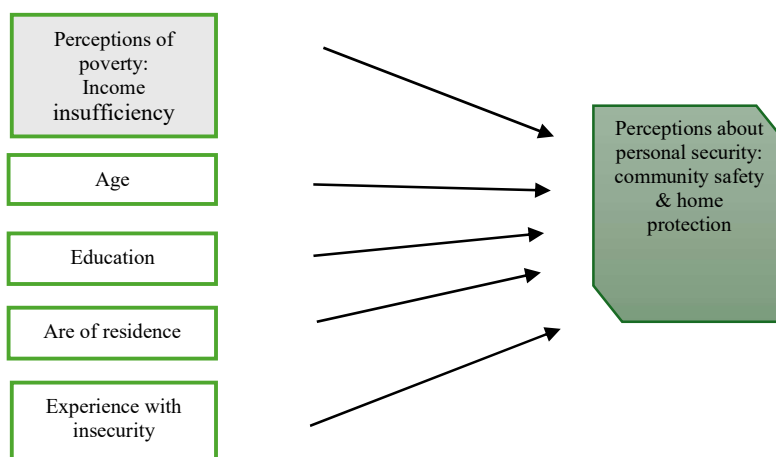 Perceptions of
poverty:
Income
insufficiency
Age
Education
Are of residence
Experience with
insecurity
Perceptions about
personal security:
community safety
& home
protection